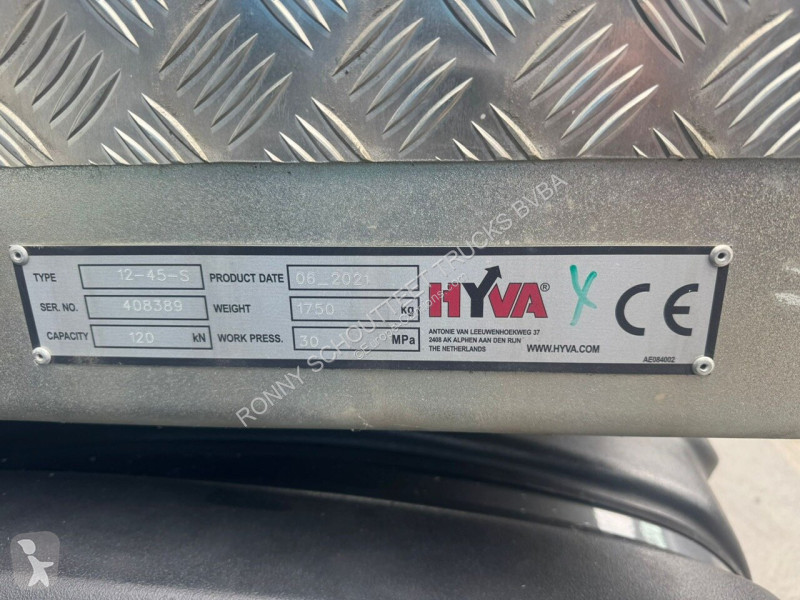 TYPE 12-45-S PRODUCT DATE 06_2021
SER. NO. 408389 WEIGHT 1750 kg
CAPACITY 120 kN WORK PRESS. 30 MPa
HYVA®
ANTONIE VAN LEEUWENHOEKWEG 37
2408 AK ALPHEN AAN DEN RIJN
THE NETHERLANDS
WWW.HYVA.COM
Y
CE
AE084002
RONNY SCHOUTTEET TRUCKS BVBA